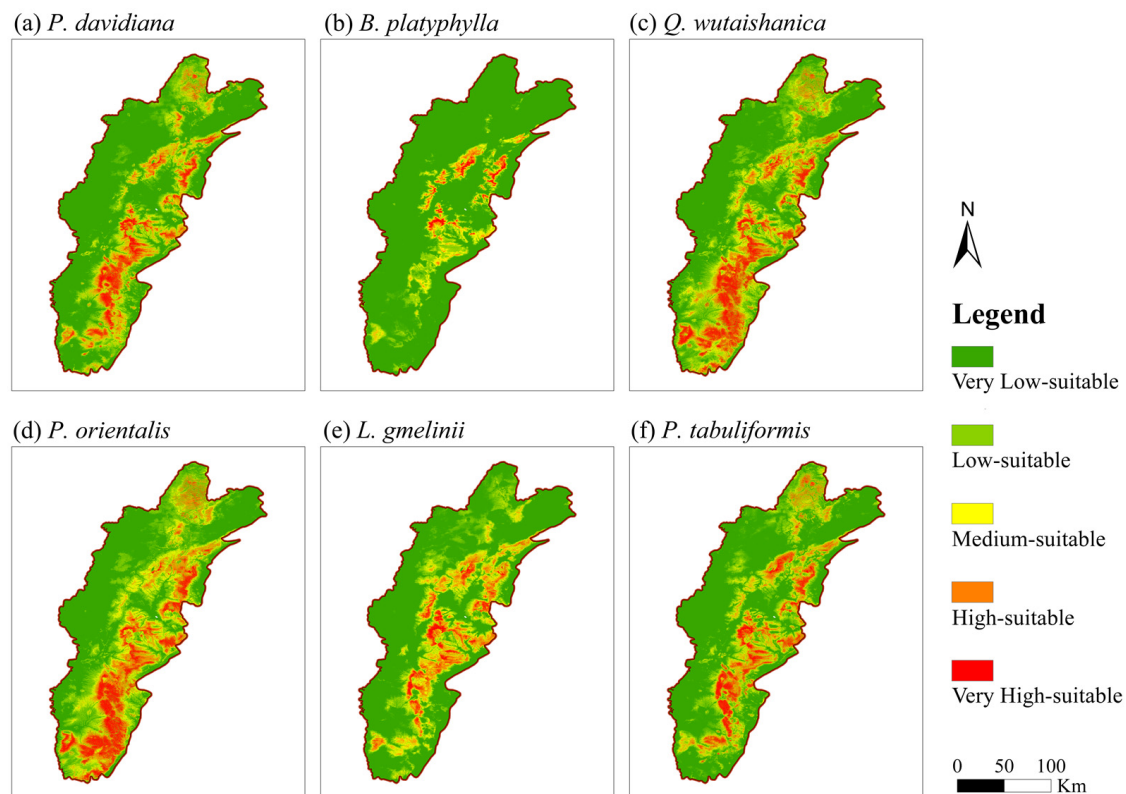 (a) P. davidiana
(b) B. platyphylla
(c) Q. wutaishanica
N
Legend
Very Low-suitable
Low-suitable
Medium-suitable
High-suitable
Very High-suitable
0 50 100
Km
(d) P. orientalis
(e) L. gmelinii
(f) P. tabuliformis